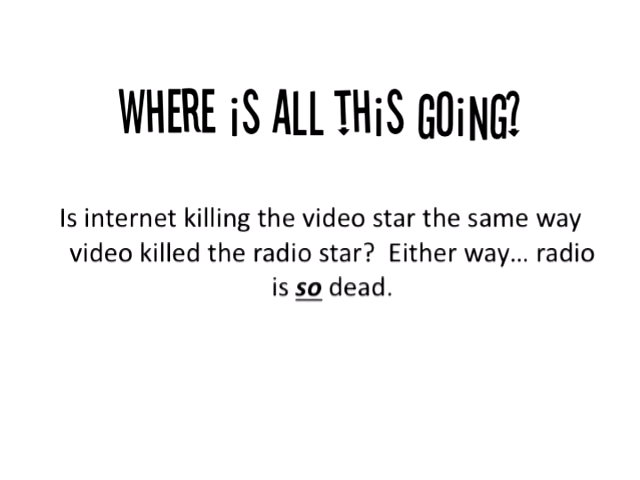 WHERE iS ALL THiS GOiNG?
Is internet killing the video star the same way
video killed the radio star?  Either way... radio
is so dead.